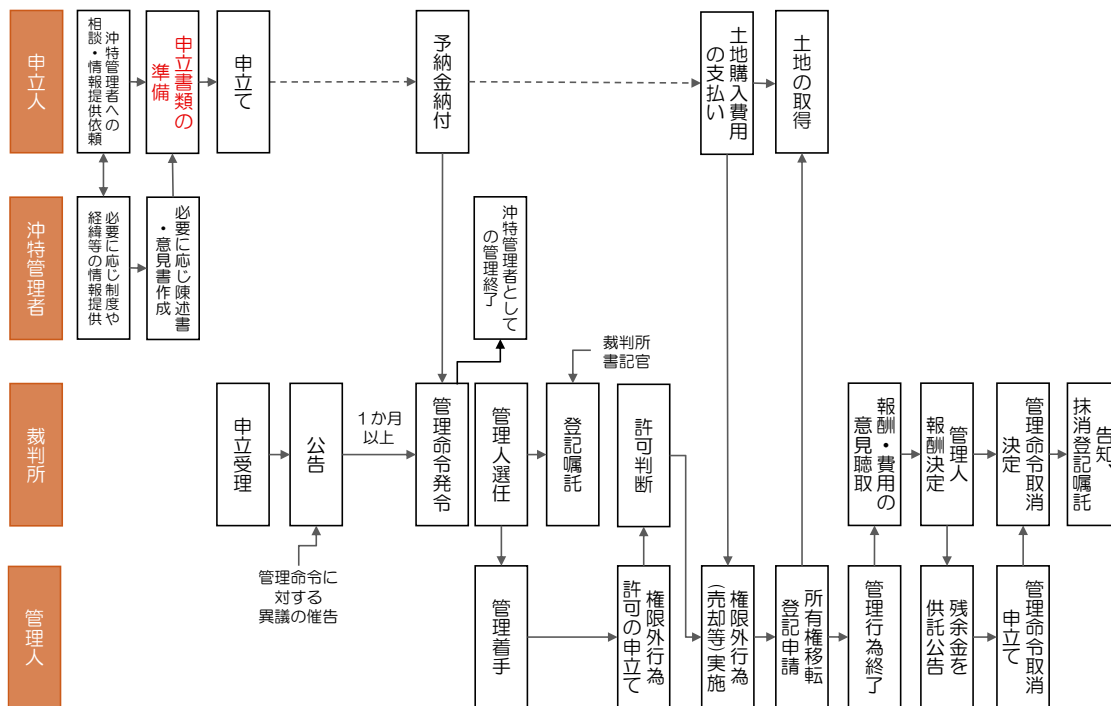 申立人
沖特管理者への
相談・情報提供依頼
申立書類の
準備
申立て
予納金納付
土地購入費用
の支払い
土地の取得
沖特管理者
必要に応じ制度や
経緯等の情報提供
必要に応じ陳述書
・意見書作成
沖特管理者として
の管理終了
裁判所
書記官
裁判所
申立受理
公告
１か月
以上
管理命令発令
管理人選任
登記嘱託
許可判断
報酬・費用の
意見聴取
管理人
報酬決定
管理命令取消
決定
告知、
抹消登記嘱託
管理命令に
対する
異議の催告
管理人
管理着手
権限外行為
許可の申立て
権限外行為
(売却等)実施
所有権移転
登記申請
管理行為終了
残余金を
供託公告
管理命令取消
申立て